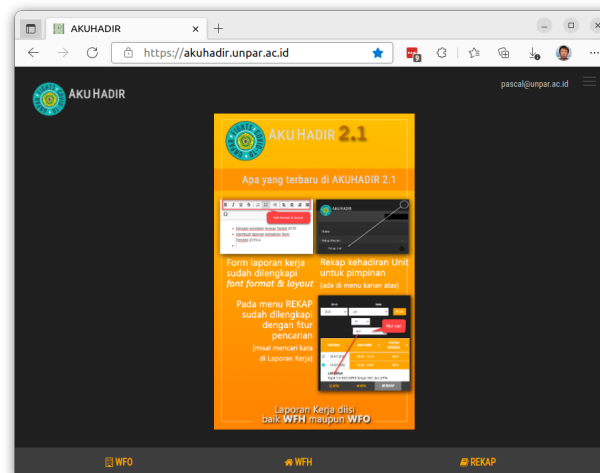 AKUHADIR
https://akuhadir.unpar.ac.id
9
AKU HADIR
pascal@unpar.ac.id
AKU HADIR 2.1
Apa yang terbaru di AKUHADIR 2.1
Form laporan kerja
sudah dilengkapi
font format & layout
Rekap kehadiran Unit
untuk pimpinan
(ada di menu kanan atas)
Pada menu REKAP
sudah dilengkapi
dengan fitur
pencarian
(misal mencari kata
di Laporan Kerja)
Laporan Kerja diisi
baik WFH maupun WFO
WFO
WFH
REKAP